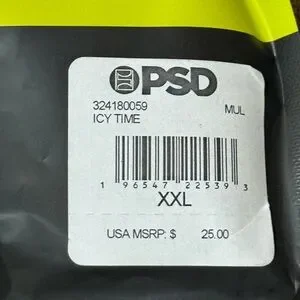 PSD
324180059 MUL
ICY TIME
1 96547 22539 3
XXL
USA MSRP: $ 25.00